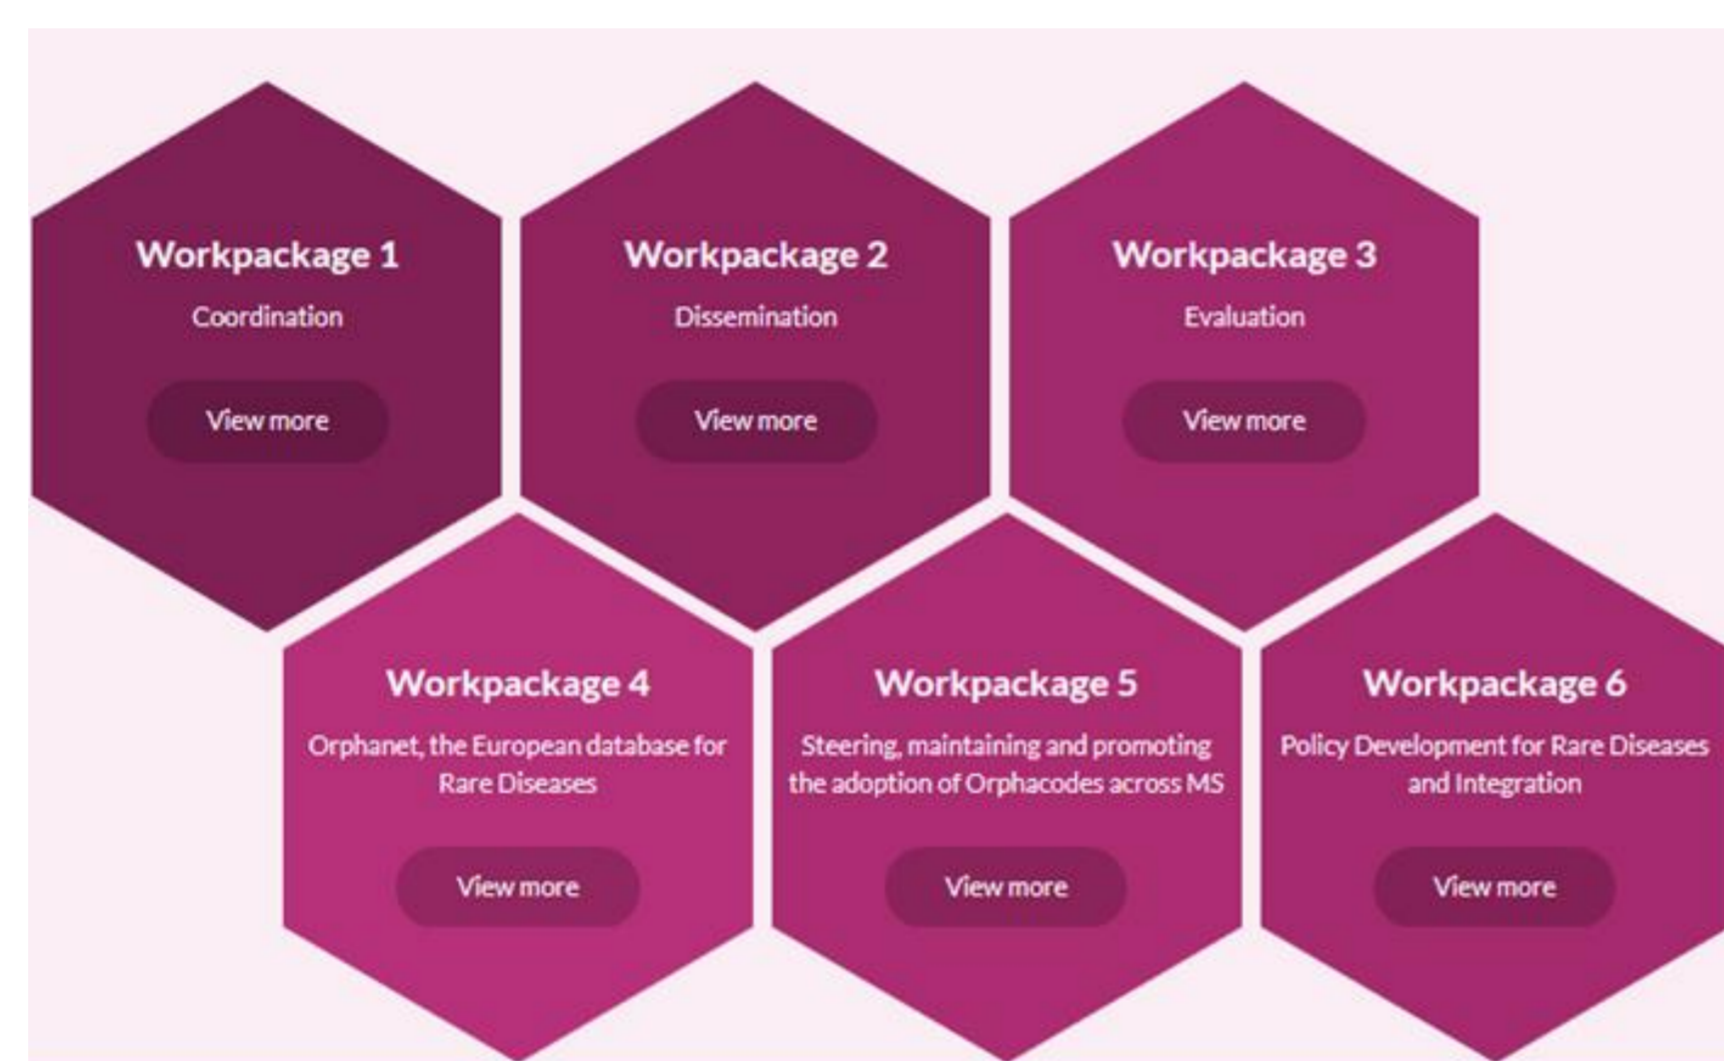 Workpackage 1
Coordination
View more
Workpackage 2
Dissemination
View more
Workpackage 3
Evaluation
View more
Workpackage 4
Orphanet, the European database for
Rare Diseases
View more
Workpackage 5
Steering, maintaining and promoting
the adoption of Orphacodes across MS
View more
Workpackage 6
Policy Development for Rare Diseases
and Integration
View more